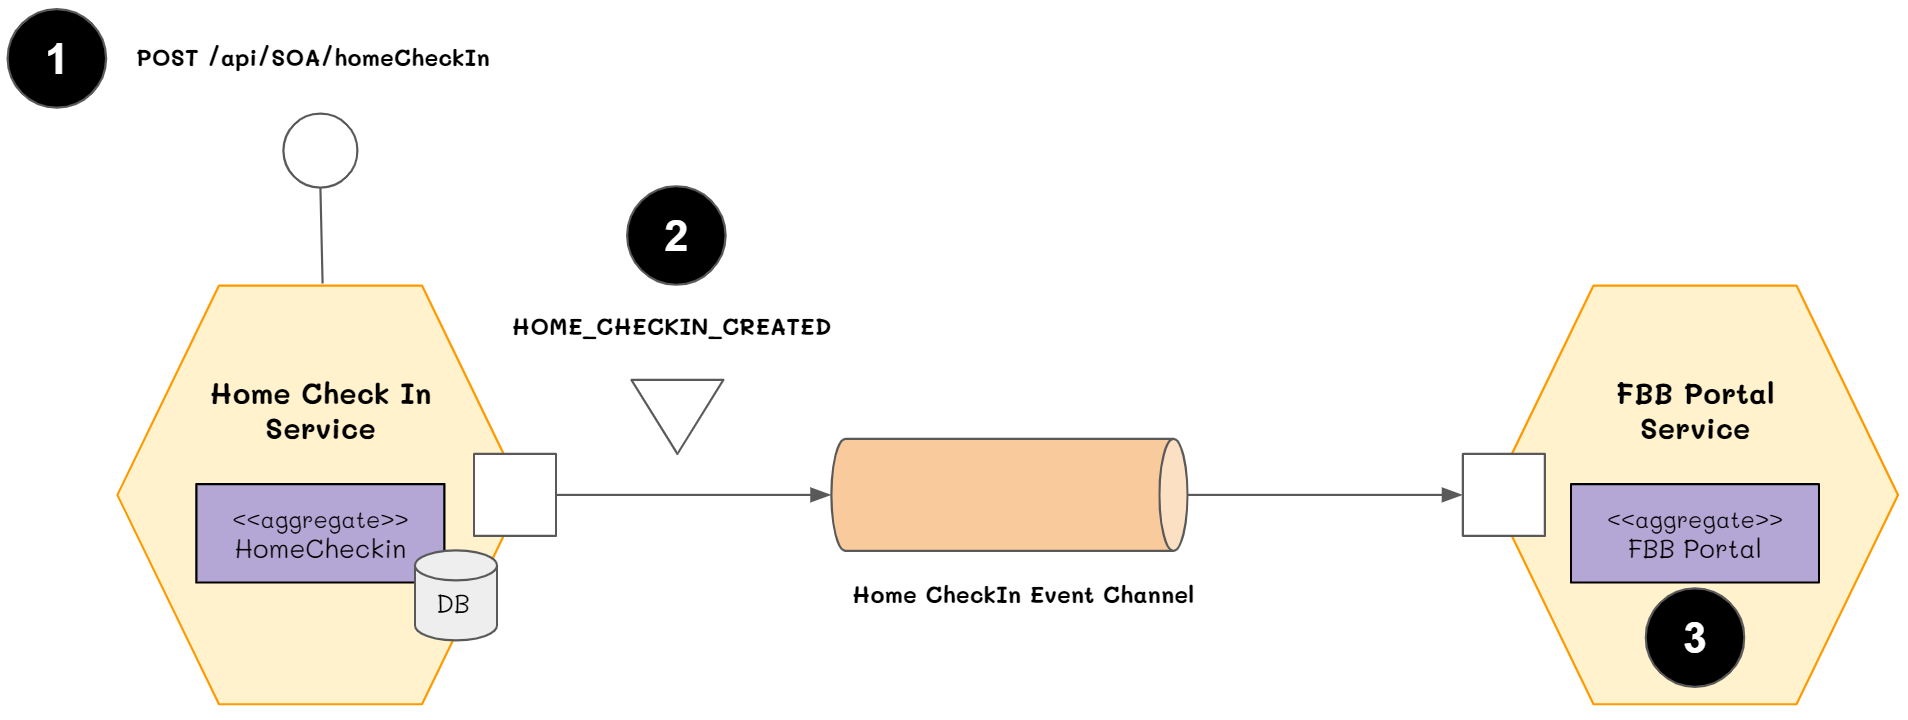 1
POST /api/SOA/homeCheckIn
2
HOME_CHECKIN_CREATED
Home Check In
Service
<<aggregate>>
HomeCheckin
DB
Home CheckIn Event Channel
FBB Portal
Service
<<aggregate>>
FBB Portal
3